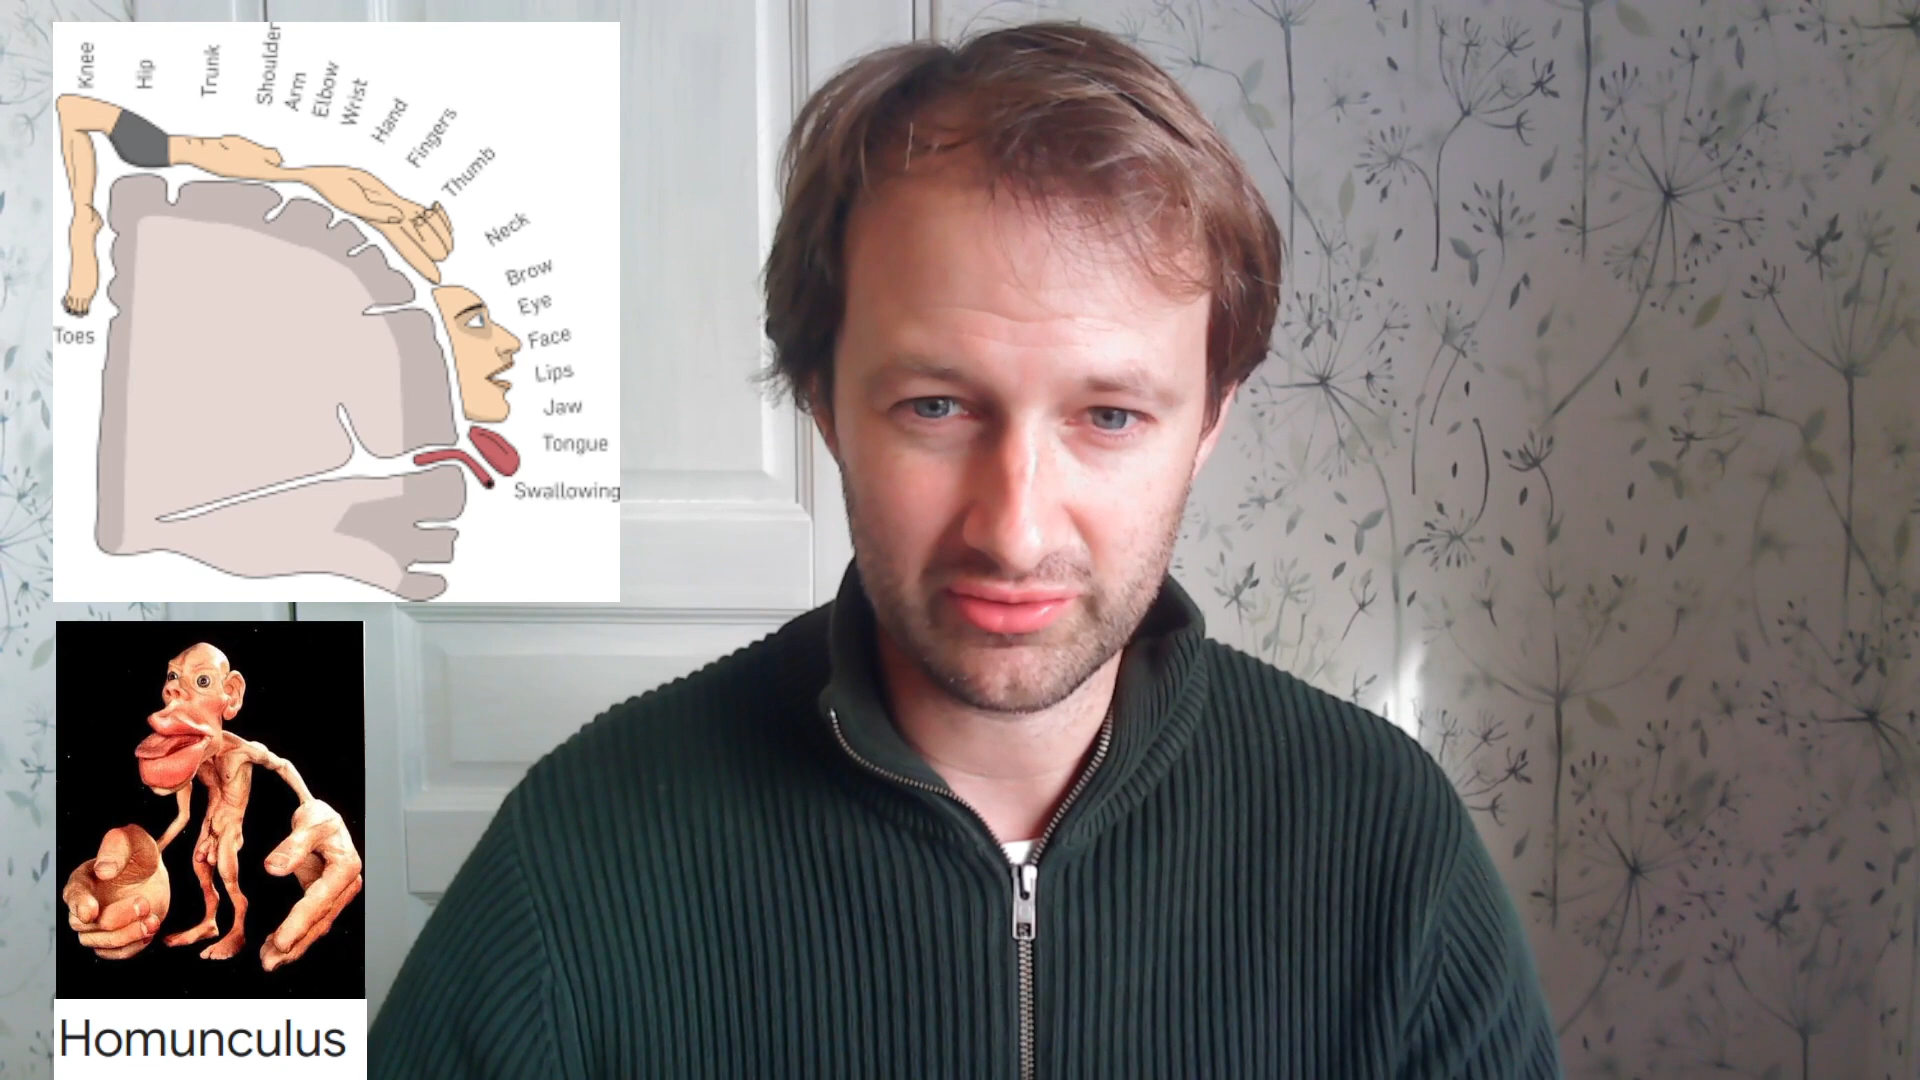 Knee
Hip
Trunk
Shoulder
Arm
Elbow
Wrist
Hand
Fingers
Thumb
Neck
Brow
Eye
Face
Lips
Jaw
Tongue
Swallowing
Toes
Homunculus